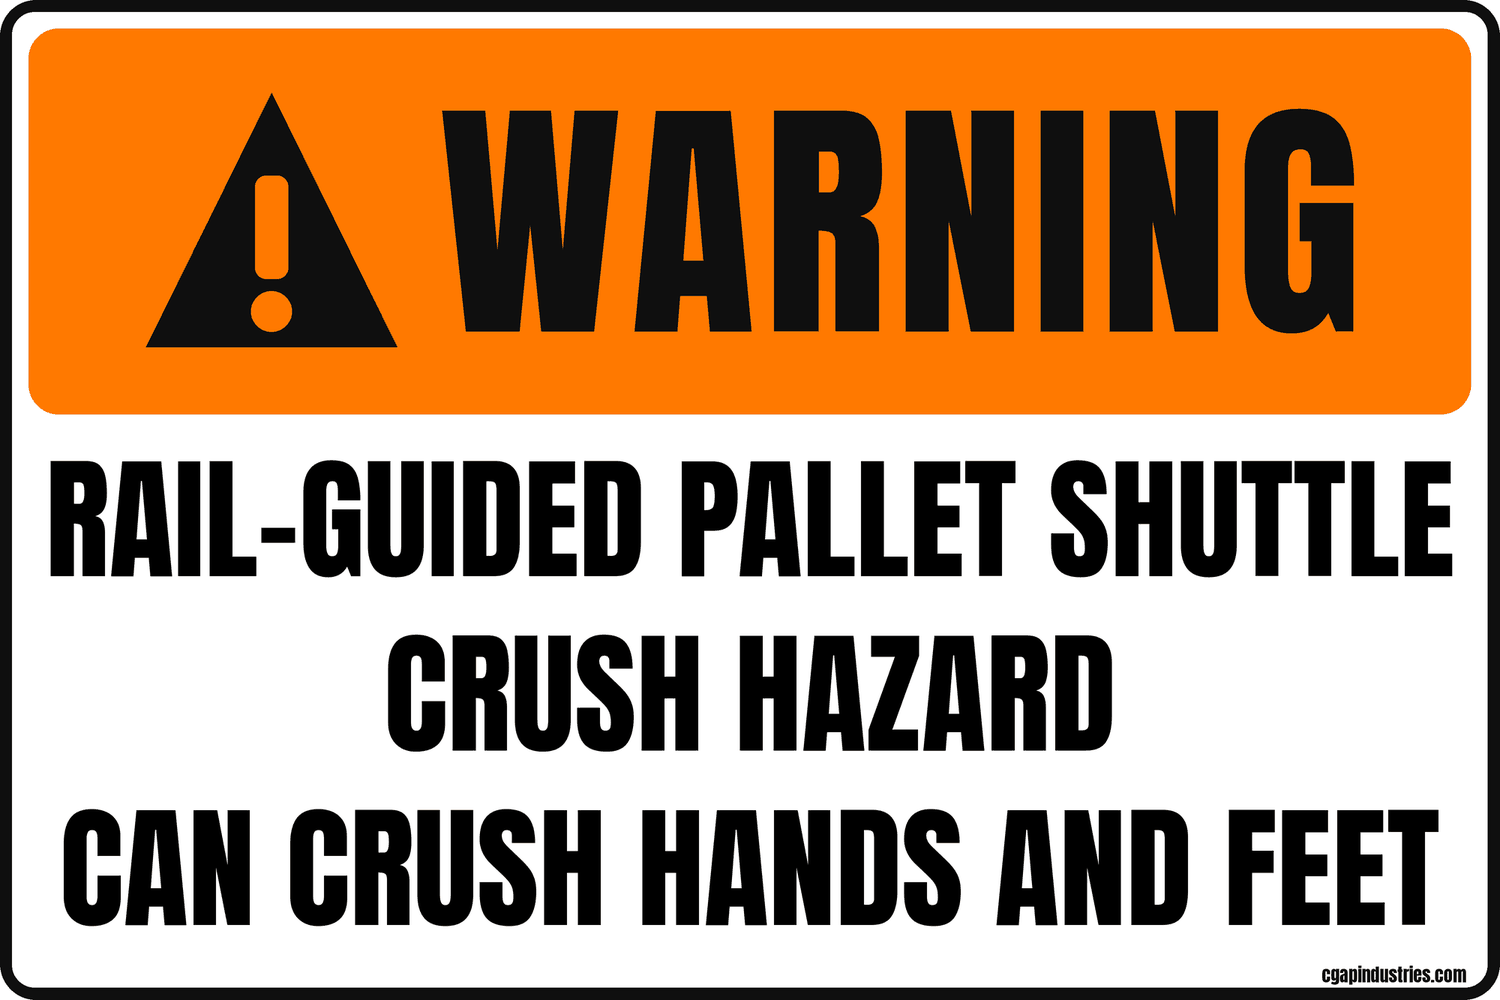 WARNING
RAIL-GUIDED PALLET SHUTTLE
CRUSH HAZARD
CAN CRUSH HANDS AND FEET
cgapindustries.com